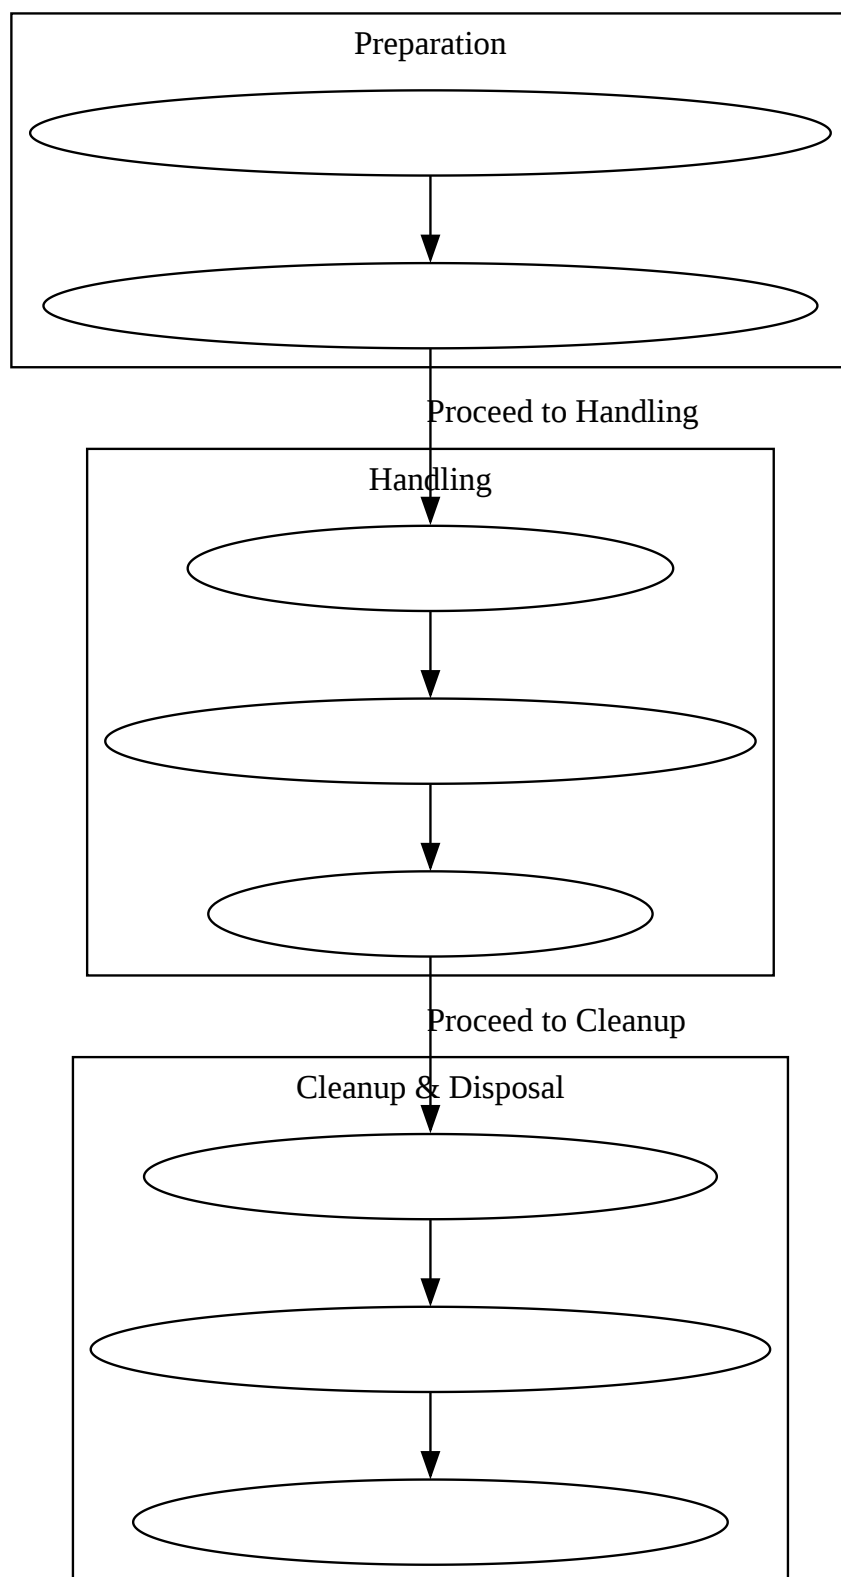 Preparation
Proceed to Handling
Handling
Proceed to Cleanup
Cleanup & Disposal